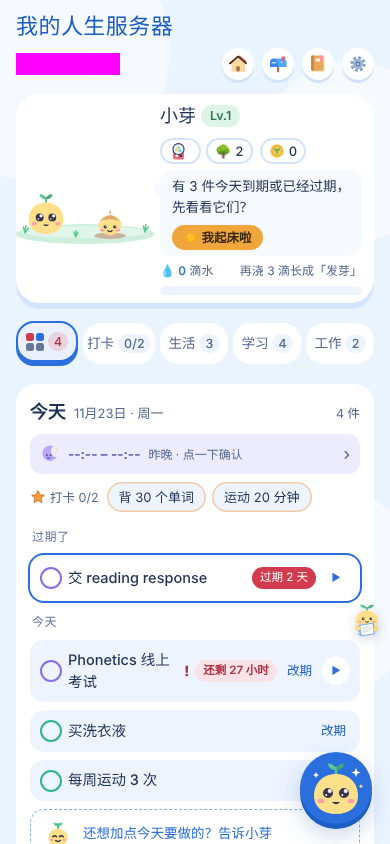 我的人生服务器
小芽 Lv.1
2
0
有 3 件今天到期或已经过期，
先看看它们？
我起床啦
0 滴水
再浇 3 滴长成「发芽」
4
打卡 0/2
生活 3
学习 4
工作 2
今天 11月23日 · 周一
4 件
--:-- – --:-- 昨晚 · 点一下确认 ›
打卡 0/2
背 30 个单词
运动 20 分钟
过期了
交 reading response
过期 2 天
今天
Phonetics 线上
考试
! 还剩 27 小时
改期
买洗衣液
改期
每周运动 3 次
还想加点今天要做的？告诉小芽